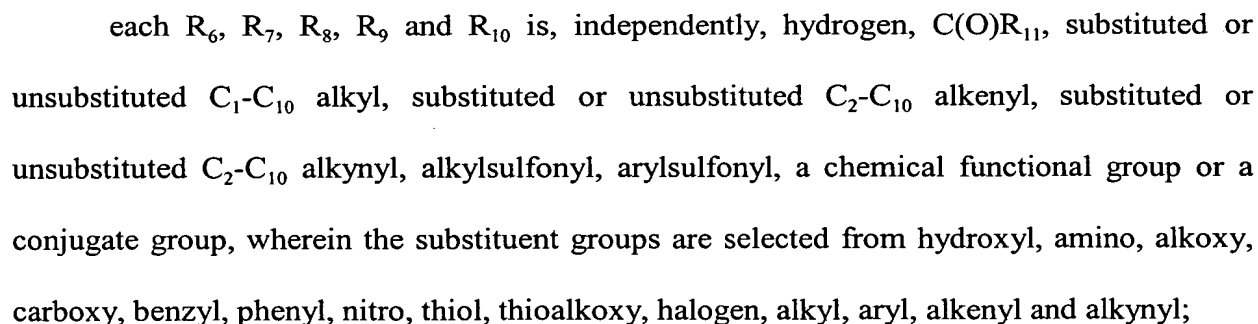 each R₆, R₇, R₈, R₉ and R₁₀ is, independently, hydrogen, C(O)R₁₁, substituted or
unsubstituted C₁-C₁₀ alkyl, substituted or unsubstituted C₂-C₁₀ alkenyl, substituted or
unsubstituted C₂-C₁₀ alkynyl, alkylsulfonyl, arylsulfonyl, a chemical functional group or a
conjugate group, wherein the substituent groups are selected from hydroxyl, amino, alkoxy,
carboxy, benzyl, phenyl, nitro, thiol, thioalkoxy, halogen, alkyl, aryl, alkenyl and alkynyl;